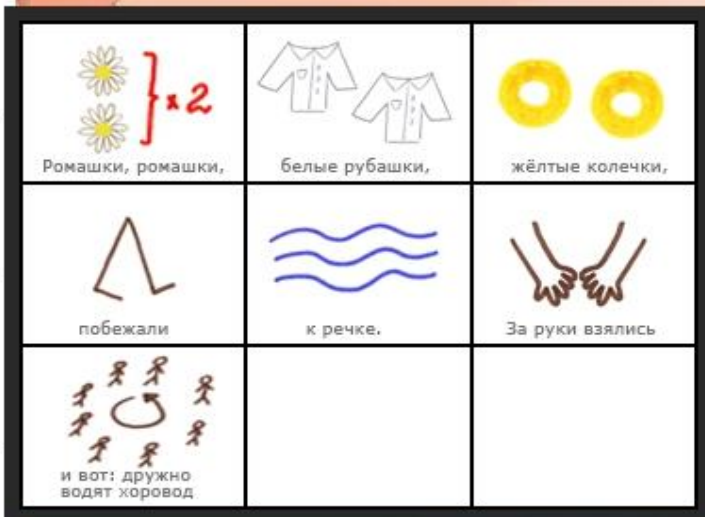 x 2
Ромашки, ромашки,
белые рубашки,
жёлтые колечки,
побежали
к речке.
За руки взялись
и вот: дружно
водят хоровод